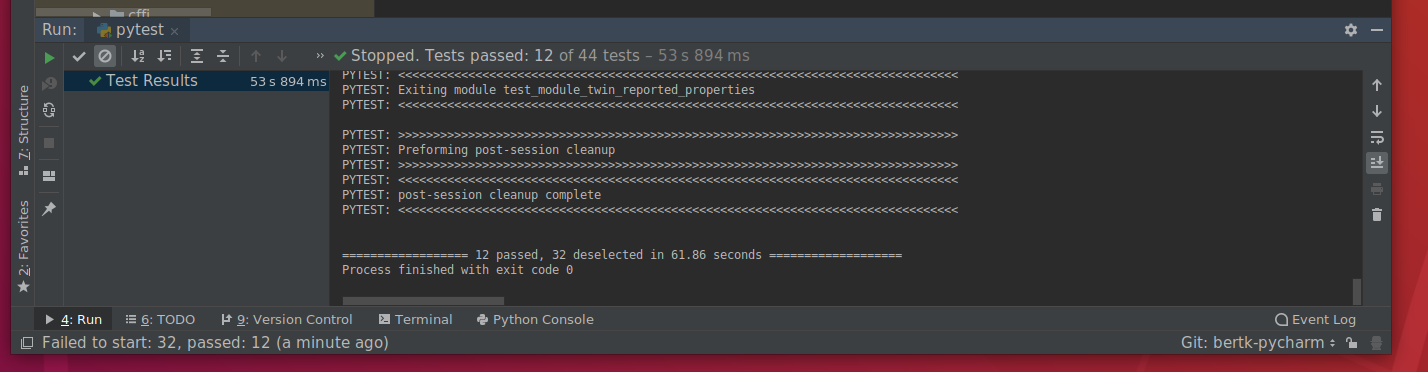 cffi
Run: pytest
Stopped. Tests passed: 12 of 44 tests – 53 s 894 ms
Test Results 53 s 894 ms
PYTEST: <<<<<<<<<<<<<<<<<<<<<<<<<<<<<<<<<<<<<<<<<<<<<<<<<<<<<<<<<<<<<<<<<<<<<<<<<<<<<<<<
PYTEST: Exiting module test_module_twin_reported_properties
PYTEST: <<<<<<<<<<<<<<<<<<<<<<<<<<<<<<<<<<<<<<<<<<<<<<<<<<<<<<<<<<<<<<<<<<<<<<<<<<<<<<<<
PYTEST: >>>>>>>>>>>>>>>>>>>>>>>>>>>>>>>>>>>>>>>>>>>>>>>>>>>>>>>>>>>>>>>>>>>>>>>>>>>>>>>>
PYTEST: Preforming post-session cleanup
PYTEST: >>>>>>>>>>>>>>>>>>>>>>>>>>>>>>>>>>>>>>>>>>>>>>>>>>>>>>>>>>>>>>>>>>>>>>>>>>>>>>>>
PYTEST: <<<<<<<<<<<<<<<<<<<<<<<<<<<<<<<<<<<<<<<<<<<<<<<<<<<<<<<<<<<<<<<<<<<<<<<<<<<<<<<<
PYTEST: post-session cleanup complete
PYTEST: <<<<<<<<<<<<<<<<<<<<<<<<<<<<<<<<<<<<<<<<<<<<<<<<<<<<<<<<<<<<<<<<<<<<<<<<<<<<<<<<
================== 12 passed, 32 deselected in 61.86 seconds ===================
Process finished with exit code 0
7: Structure
2: Favorites
4: Run 6: TODO 9: Version Control Terminal Python Console Event Log
Failed to start: 32, passed: 12 (a minute ago) Git: bertk-pycharm